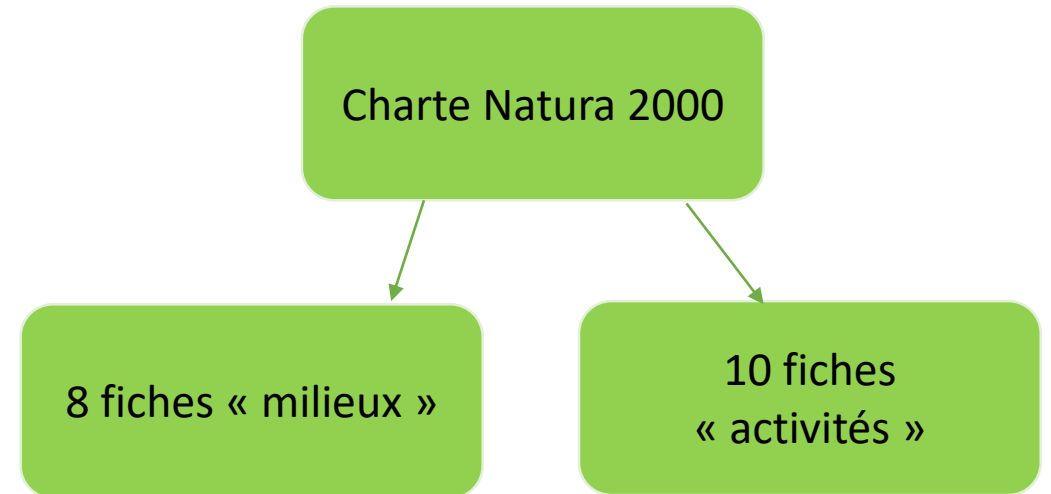 Charte Natura 2000
8 fiches « milieux »
10 fiches
« activités »